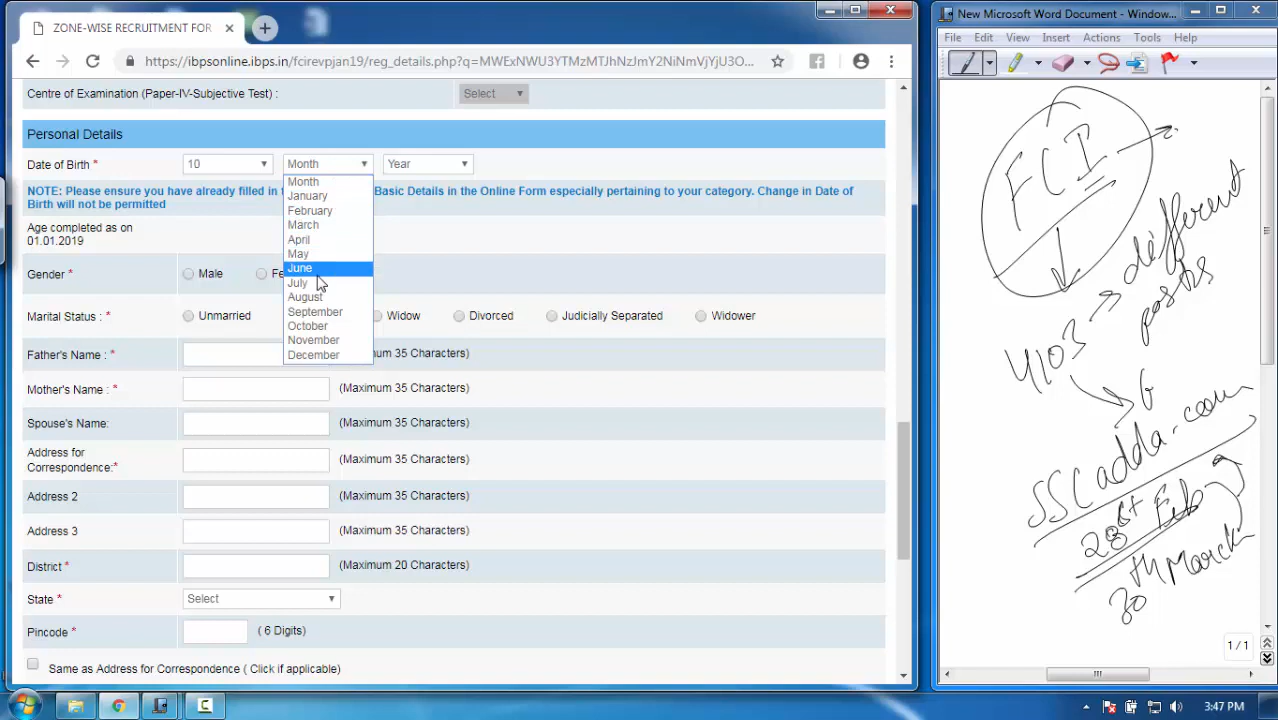 ZONE-WISE RECRUITMENT FOR
https://ibpsonline.ibps.in/fcinvpjan19/reg_details.php?
Centre of Examination (Paper-IV-Subjective Test) :
Select
Personal Details
Date of Birth *
10
Month
Year
Month
January
February
March
April
May
June
July
August
September
October
November
December
NOTE: Please ensure you have already filled in t Basic Details in the Online Form especially pertaining to your category. Change in Date of
Birth will not be permitted
Age completed as on
01.01.2019
Gender *
Male
Fe
Marital Status : *
Unmarried
Widow
Divorced
Judicially Separated
Widower
Father's Name : *
um 35 Characters)
Mother's Name : *
(Maximum 35 Characters)
Spouse's Name:
(Maximum 35 Characters)
Address for
Correspondence:*
(Maximum 35 Characters)
Address 2
(Maximum 35 Characters)
Address 3
(Maximum 35 Characters)
District *
(Maximum 20 Characters)
State *
Select
Pincode *
( 6 Digits)
Same as Address for Correspondence ( Click if applicable)
New Microsoft Word Document - Window...
File Edit View Insert Actions Tools Help
FCI
different
posts
4103
6
SSCadda.com
28st Feb
30th March
1 / 1
3:47 PM